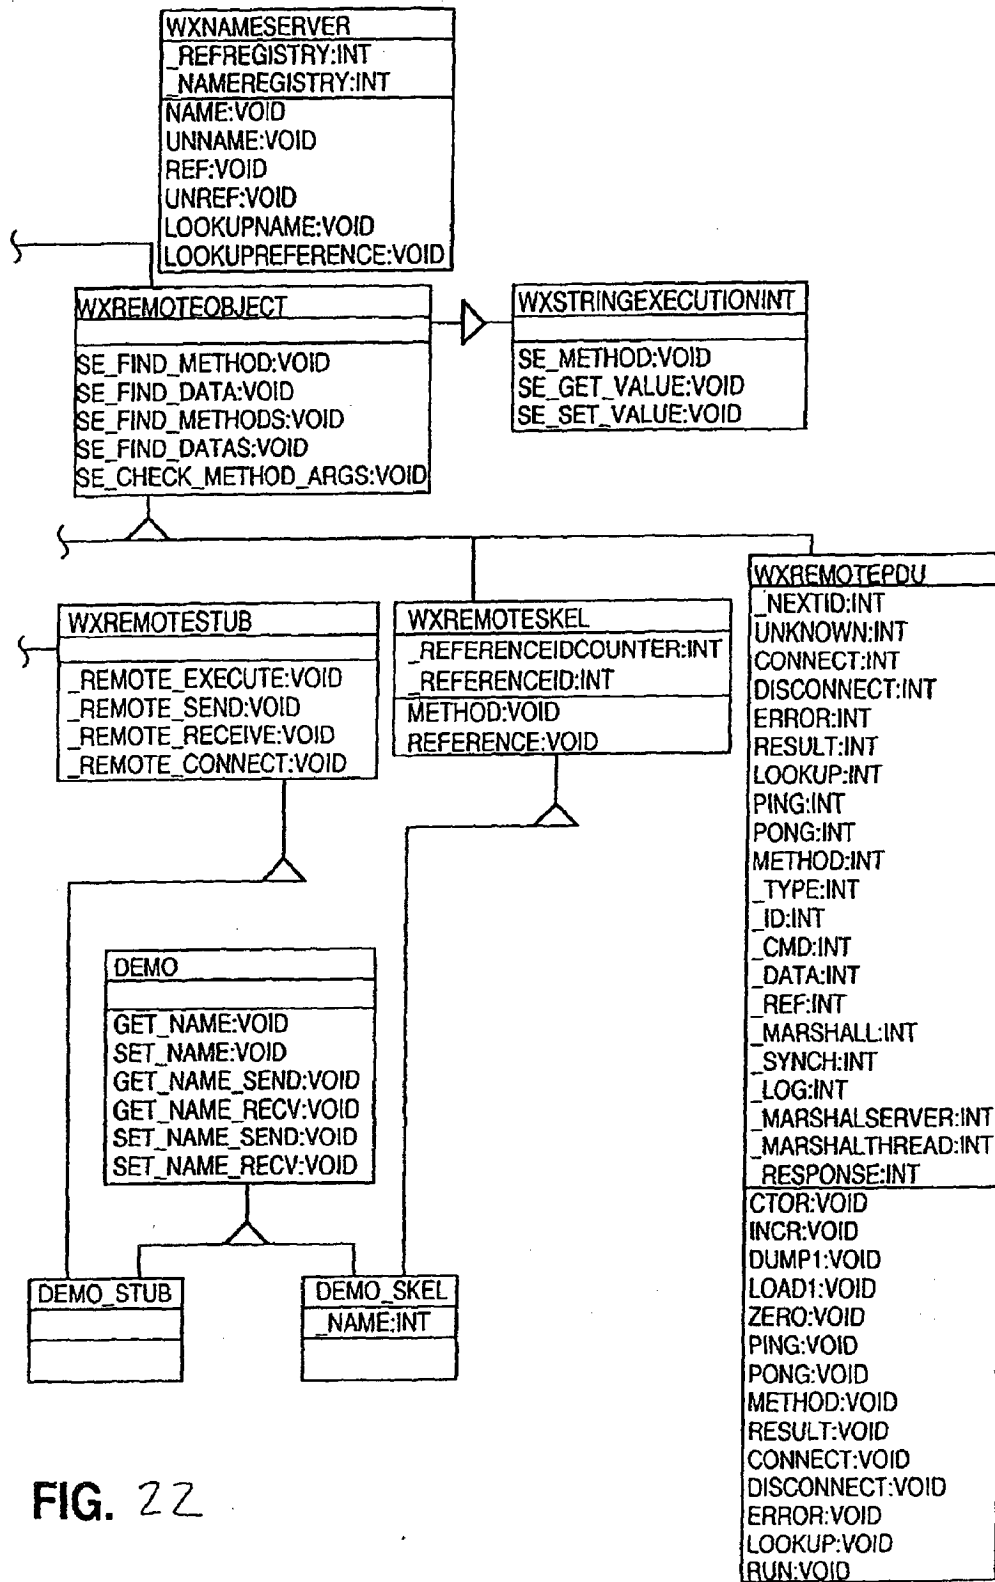 WXNAMESERVER
_REFREGISTRY:INT
_NAMEREGISTRY:INT
NAME:VOID
UNNAME:VOID
REF:VOID
UNREF:VOID
LOOKUPNAME:VOID
LOOKUPREFERENCE:VOID
WXREMOTEOBJECT
SE_FIND_METHOD:VOID
SE_FIND_DATA:VOID
SE_FIND_METHODS:VOID
SE_FIND_DATAS:VOID
SE_CHECK_METHOD_ARGS:VOID
WXSTRINGEXECUTIONINT
SE_METHOD:VOID
SE_GET_VALUE:VOID
SE_SET_VALUE:VOID
WXREMOTESTUB
_REMOTE_EXECUTE:VOID
_REMOTE_SEND:VOID
_REMOTE_RECEIVE:VOID
_REMOTE_CONNECT:VOID
WXREMOTESKEL
_REFERENCEIDCOUNTER:INT
_REFERENCEID:INT
METHOD:VOID
REFERENCE:VOID
WXREMOTEPDU
_NEXTID:INT
UNKNOWN:INT
CONNECT:INT
DISCONNECT:INT
ERROR:INT
RESULT:INT
LOOKUP:INT
PING:INT
PONG:INT
METHOD:INT
_TYPE:INT
_ID:INT
_CMD:INT
_DATA:INT
_REF:INT
_MARSHALL:INT
_SYNCH:INT
_LOG:INT
_MARSHALSERVER:INT
_MARSHALTHREAD:INT
_RESPONSE:INT
CTOR:VOID
INCR:VOID
DUMP1:VOID
LOAD1:VOID
ZERO:VOID
PING:VOID
PONG:VOID
METHOD:VOID
RESULT:VOID
CONNECT:VOID
DISCONNECT:VOID
ERROR:VOID
LOOKUP:VOID
RUN:VOID
DEMO
GET_NAME:VOID
SET_NAME:VOID
GET_NAME_SEND:VOID
GET_NAME_RECV:VOID
SET_NAME_SEND:VOID
SET_NAME_RECV:VOID
DEMO_STUB
DEMO_SKEL
_NAME:INT
FIG. 22